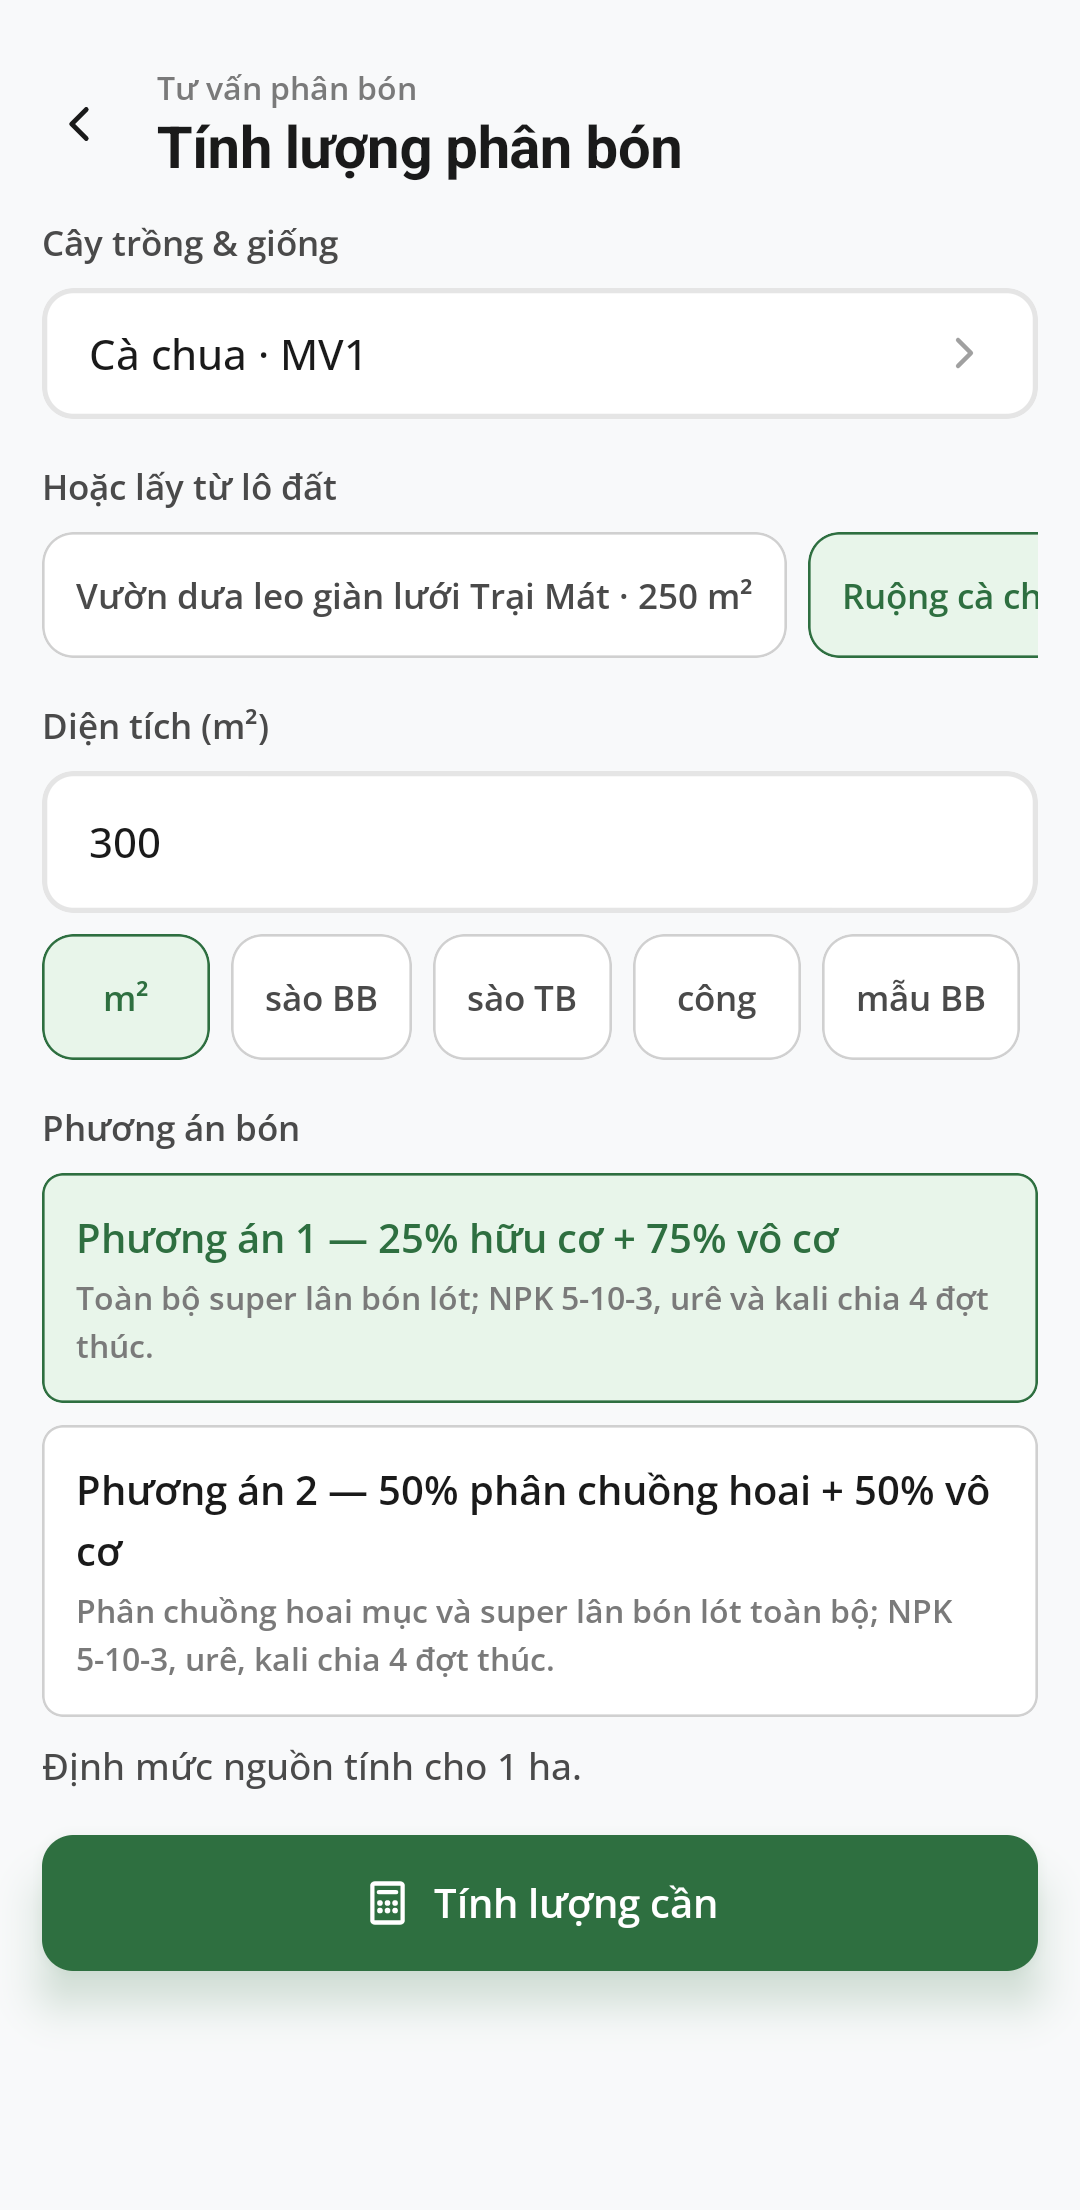 Tư vấn phân bón
Tính lượng phân bón
Cây trồng & giống
Cà chua · MV1
Hoặc lấy từ lô đất
Vườn dưa leo giàn lưới Trại Mát · 250 m²
Ruộng cà
Diện tích (m²)
300
m²
sào BB
sào TB
công
mẫu BB
Phương án bón
Phương án 1 — 25% hữu cơ + 75% vô cơ
Toàn bộ super lân bón lót; NPK 5-10-3, urê và kali chia 4 đợt
thúc.
Phương án 2 — 50% phân chuồng hoai + 50% vô
cơ
Phân chuồng hoai mục và super lân bón lót toàn bộ; NPK
5-10-3, urê, kali chia 4 đợt thúc.
Định mức nguồn tính cho 1 ha.
Tính lượng cần